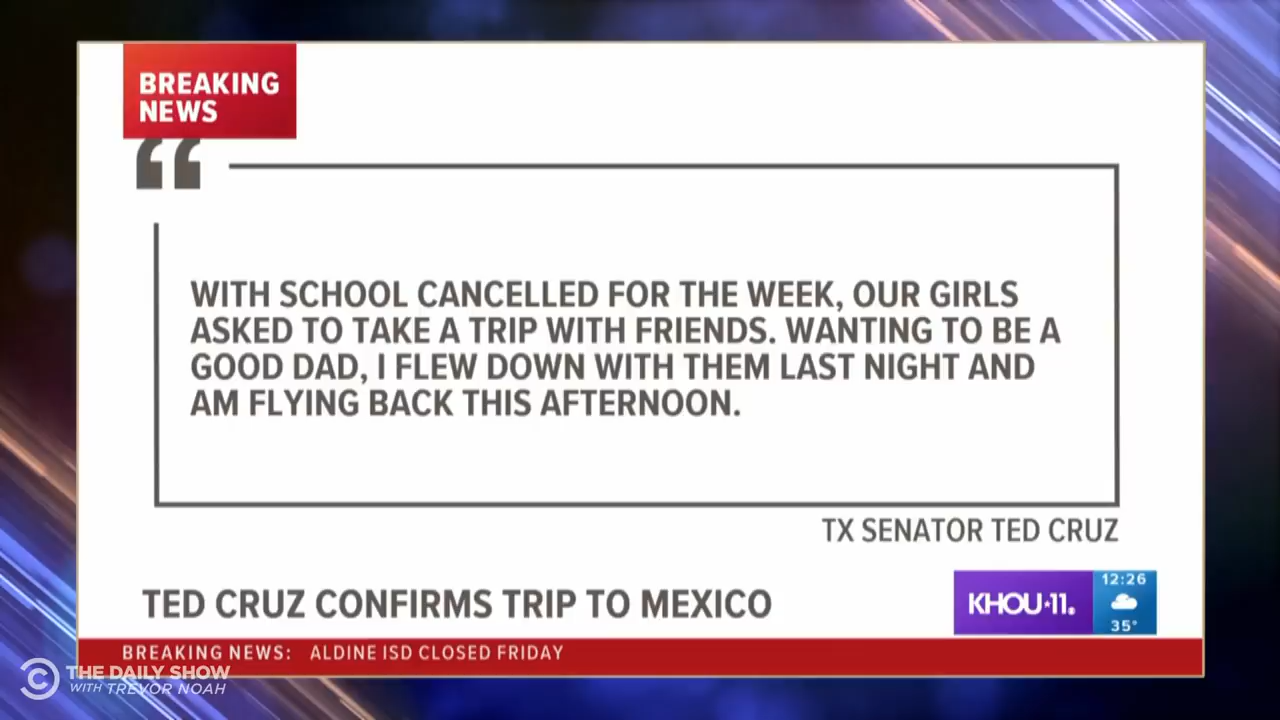 BREAKING
NEWS
“
WITH SCHOOL CANCELLED FOR THE WEEK, OUR GIRLS
ASKED TO TAKE A TRIP WITH FRIENDS. WANTING TO BE A
GOOD DAD, I FLEW DOWN WITH THEM LAST NIGHT AND
AM FLYING BACK THIS AFTERNOON.
TX SENATOR TED CRUZ
TED CRUZ CONFIRMS TRIP TO MEXICO
KHOU★11.
12:26
35°
BREAKING NEWS: ALDINE ISD CLOSED FRIDAY
THE DAILY SHOW
WITH TREVOR NOAH